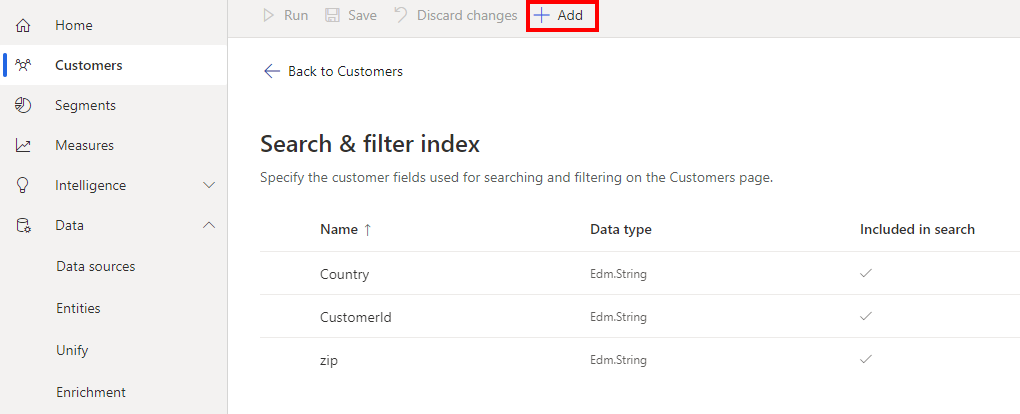 Run Save Discard changes Add
Home
Customers
Segments
Measures
Intelligence
Data
Data sources
Entities
Unify
Enrichment
Back to Customers
Search & filter index
Specify the customer fields used for searching and filtering on the Customers page.
Name ↑ Data type Included in search
Country Edm.String
CustomerId Edm.String
zip Edm.String